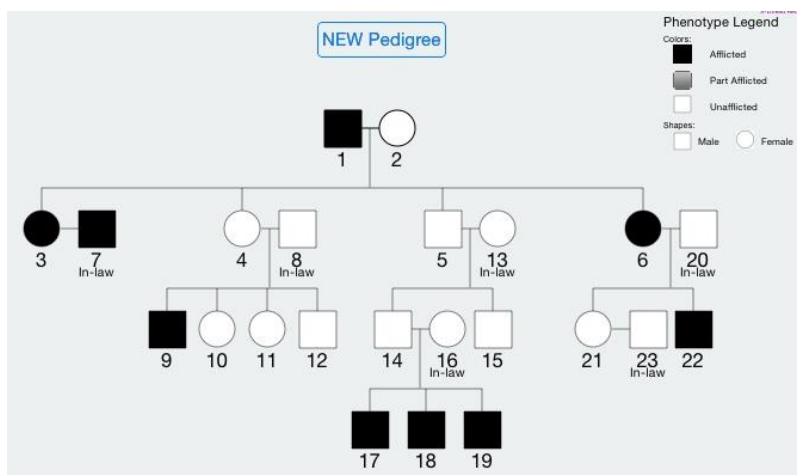 NEW Pedigree
Phenotype Legend
Colors:
Afflicted
Part Afflicted
Unafflicted
Shapes:
Male Female
1 2
3 7 4 8 5 13 6 20
In-law In-law In-law In-law
9 10 11 12 14 16 15 21 23 22
In-law In-law
17 18 19